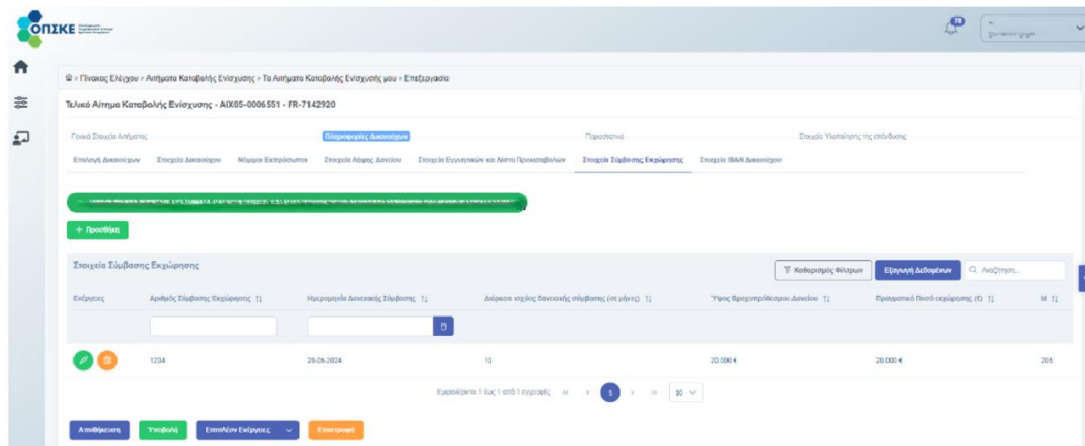 ΟΠΣΚΕ
78
> Πίνακας Ελέγχου > Αιτήματα Καταβολής Ενίσχυσης > Τα Αιτήματα Καταβολής Ενίσχυσής μου > Επεξεργασία
Τελικό Αίτημα Καταβολής Ενίσχυσης - ΑΙΧ05-0006551 - FR-7142920
Γενικά Στοιχεία Αιτήματος Πληροφορίες Δικαιούχων Παραστατικά Στοιχεία Υλοποίησης της επένδυσης
Επιλογή Δικαιούχων Στοιχεία Δικαιούχου Νόμιμοι Εκπρόσωποι Στοιχεία Λήψης Δανείου Στοιχεία Εγγυητικών και Λίστα Προκαταβολών Στοιχεία Σύμβασης Εκχώρησης Στοιχεία IBAN Δικαιούχου
+ Προσθήκη
Στοιχεία Σύμβασης Εκχώρησης Καθαρισμός Φίλτρων Εξαγωγή Δεδομένων Αναζήτηση...
Ενέργειες Αριθμός Σύμβασης Εκχώρησης Ημερομηνία Δανειακής Σύμβασης Διάρκεια ισχύος δανειακής σύμβασης (σε μήνες) Ύψος Βραχυπρόθεσμου Δανείου Πραγματικό Ποσό εκχώρησης (€) Id
1234 28-06-2024 10 20.000 € 20.000 € 205
Εμφανίζονται 1 έως 1 από 1 εγγραφές « ‹ 1 › » 10
Αποθήκευση Υποβολή Επιπλέον Ενέργειες Επιστροφή